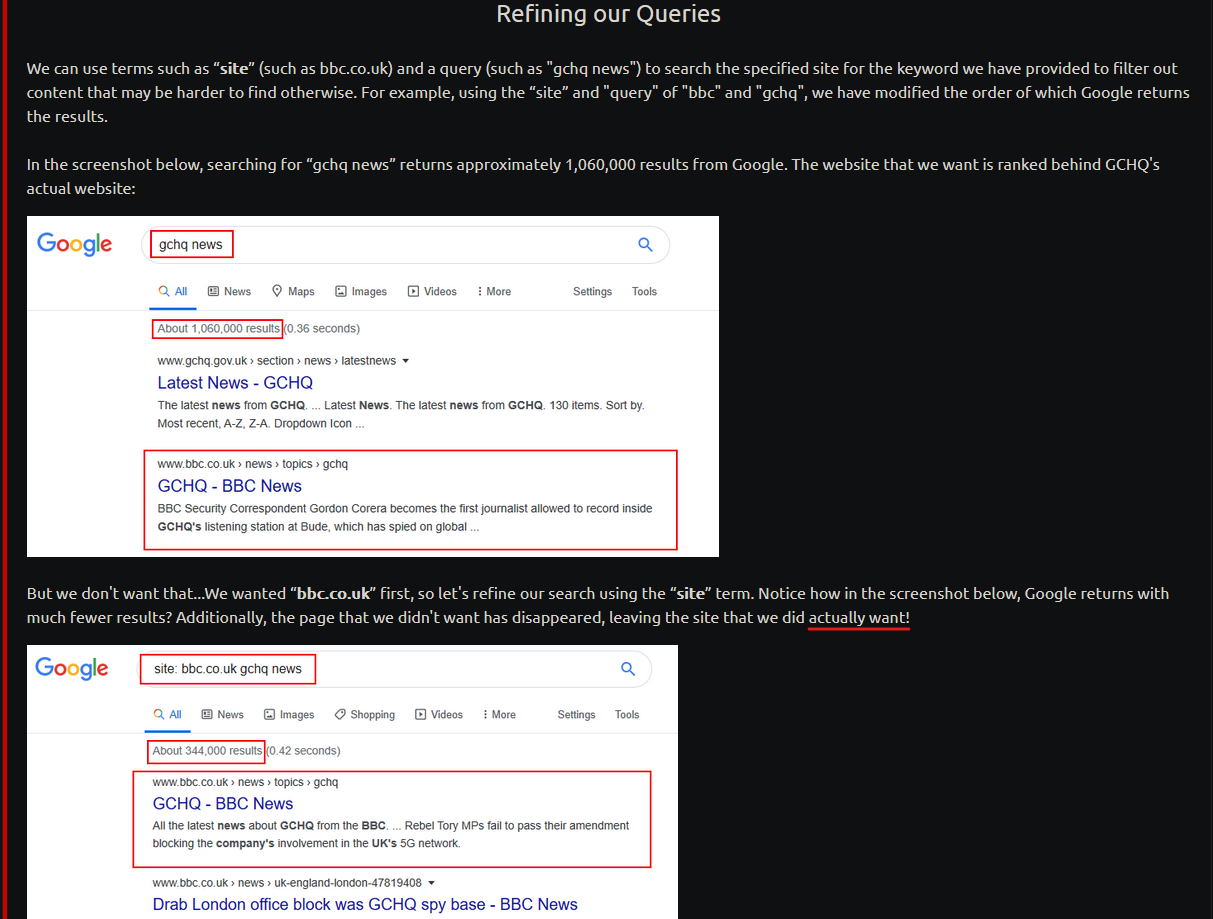 Refining our Queries
We can use terms such as “site” (such as bbc.co.uk) and a query (such as "gchq news") to search the specified site for the keyword we have provided to filter out
content that may be harder to find otherwise. For example, using the “site” and "query" of "bbc" and "gchq", we have modified the order of which Google returns
the results.
In the screenshot below, searching for “gchq news” returns approximately 1,060,000 results from Google. The website that we want is ranked behind GCHQ's
actual website:
Google
gchq news
All News Maps Images Videos More Settings Tools
About 1,060,000 results (0.36 seconds)
www.gchq.gov.uk › section › news › latestnews
Latest News - GCHQ
The latest news from GCHQ. ... Latest News. The latest news from GCHQ. 130 items. Sort by.
Most recent, A-Z, Z-A. Dropdown Icon ...
www.bbc.co.uk › news › topics › gchq
GCHQ - BBC News
BBC Security Correspondent Gordon Corera becomes the first journalist allowed to record inside
GCHQ's listening station at Bude, which has spied on global ...
But we don't want that...We wanted “bbc.co.uk” first, so let's refine our search using the “site” term. Notice how in the screenshot below, Google returns with
much fewer results? Additionally, the page that we didn't want has disappeared, leaving the site that we did actually want!
Google
site: bbc.co.uk gchq news
All News Images Shopping Videos More Settings Tools
About 344,000 results (0.42 seconds)
www.bbc.co.uk › news › topics › gchq
GCHQ - BBC News
All the latest news about GCHQ from the BBC. ... Rebel Tory MPs fail to pass their amendment
blocking the company's involvement in the UK's 5G network.
www.bbc.co.uk › news › uk-england-london-47819408
Drab London office block was GCHQ spy base - BBC News